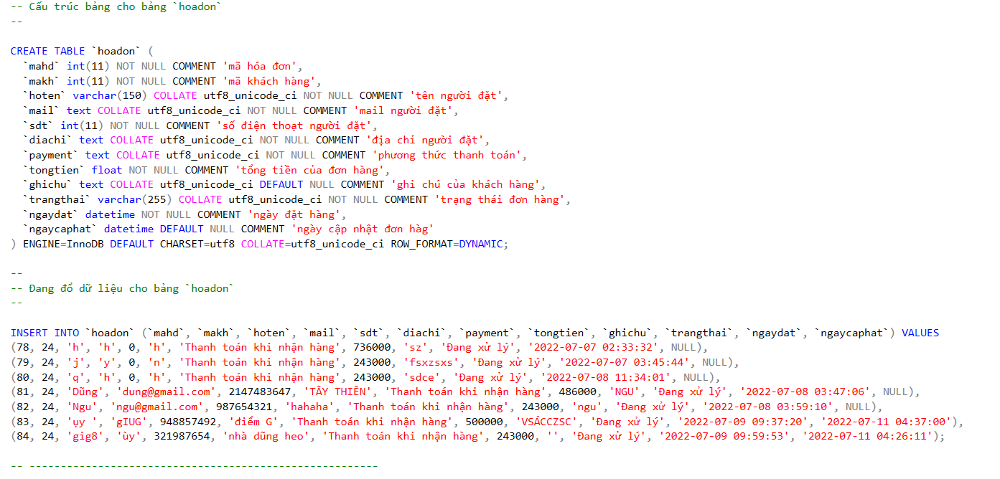 -- Cấu trúc bảng cho bảng `hoadon`
--
CREATE TABLE `hoadon` (
`mahd` int(11) NOT NULL COMMENT 'mã hóa đơn',
`makh` int(11) NOT NULL COMMENT 'mã khách hàng',
`hoten` varchar(150) COLLATE utf8_unicode_ci NOT NULL COMMENT 'tên người đặt',
`mail` text COLLATE utf8_unicode_ci NOT NULL COMMENT 'mail người đặt',
`sdt` int(11) NOT NULL COMMENT 'số điện thoạt người đặt',
`diachi` text COLLATE utf8_unicode_ci NOT NULL COMMENT 'địa chỉ người đặt',
`payment` text COLLATE utf8_unicode_ci NOT NULL COMMENT 'phương thức thanh toán',
`tongtien` float NOT NULL COMMENT 'tổng tiền của đơn hàng',
`ghichu` text COLLATE utf8_unicode_ci DEFAULT NULL COMMENT 'ghi chú của khách hàng',
`trangthai` varchar(255) COLLATE utf8_unicode_ci NOT NULL COMMENT 'trạng thái đơn hàng',
`ngaydat` datetime NOT NULL COMMENT 'ngày đặt hàng',
`ngaycaphat` datetime DEFAULT NULL COMMENT 'ngày cập nhật đơn hàg'
) ENGINE=InnoDB DEFAULT CHARSET=utf8 COLLATE=utf8_unicode_ci ROW_FORMAT=DYNAMIC;
--
-- Đang đổ dữ liệu cho bảng `hoadon`
--
INSERT INTO `hoadon` (`mahd`, `makh`, `hoten`, `mail`, `sdt`, `diachi`, `payment`, `tongtien`, `ghichu`, `trangthai`, `ngaydat`, `ngaycaphat`) VALUES
(78, 24, 'h', 'h', 0, 'h', 'Thanh toán khi nhận hàng', 736000, 'sz', 'Đang xử lý', '2022-07-07 02:33:32', NULL),
(79, 24, 'j', 'y', 0, 'n', 'Thanh toán khi nhận hàng', 243000, 'fsxzsxs', 'Đang xử lý', '2022-07-07 03:45:44', NULL),
(80, 24, 'q', 'h', 0, 'h', 'Thanh toán khi nhận hàng', 243000, 'sdce', 'Đang xử lý', '2022-07-08 11:34:01', NULL),
(81, 24, 'Dũng', 'dung@gmail.com', 2147483647, 'TÂY THIÊN', 'Thanh toán khi nhận hàng', 486000, 'NGU', 'Đang xử lý', '2022-07-08 03:47:06', NULL),
(82, 24, 'Ngu', 'ngu@gmail.com', 987654321, 'hahaha', 'Thanh toán khi nhận hàng', 243000, 'ngu', 'Đang xử lý', '2022-07-08 03:59:10', NULL),
(83, 24, 'ụy ', 'gIUG', 948857492, 'điểm G', 'Thanh toán khi nhận hàng', 500000, 'VSÁCCZSC', 'Đang xử lý', '2022-07-09 09:37:20', '2022-07-11 04:37:00'),
(84, 24, 'gig8', 'ùy', 321987654, 'nhà dũng heo', 'Thanh toán khi nhận hàng', 243000, '', 'Đang xử lý', '2022-07-09 09:59:53', '2022-07-11 04:26:11');
-- --------------------------------------------------------